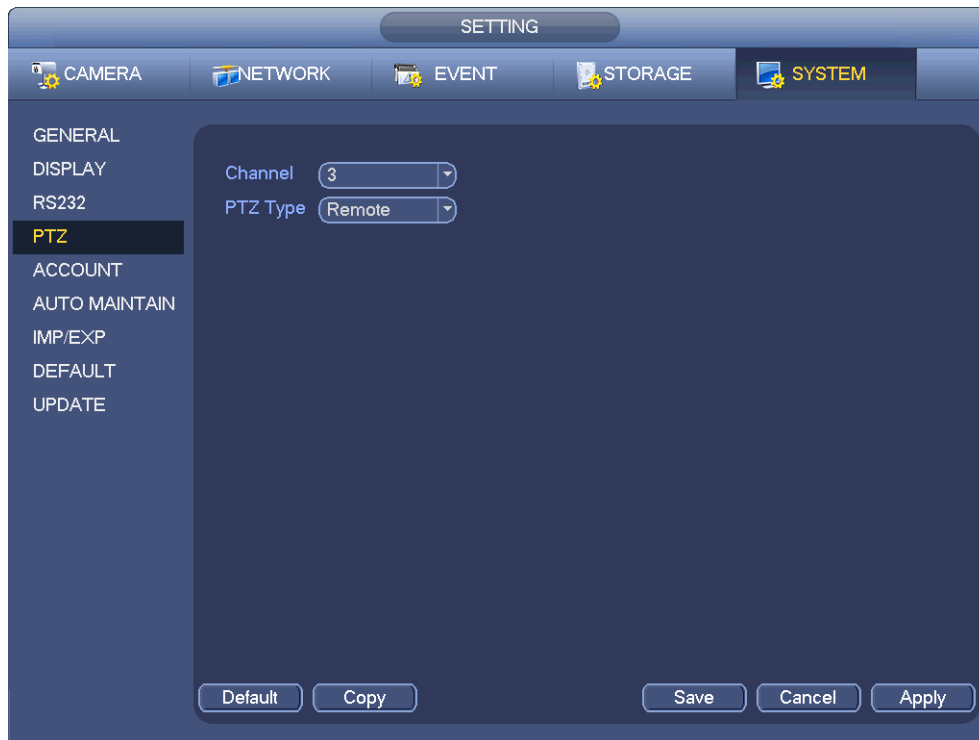 SETTING
CAMERA NETWORK EVENT STORAGE SYSTEM
GENERAL
DISPLAY
RS232
PTZ
ACCOUNT
AUTO MAINTAIN
IMP/EXP
DEFAULT
UPDATE
Channel 3
PTZ Type Remote
Default Copy Save Cancel Apply